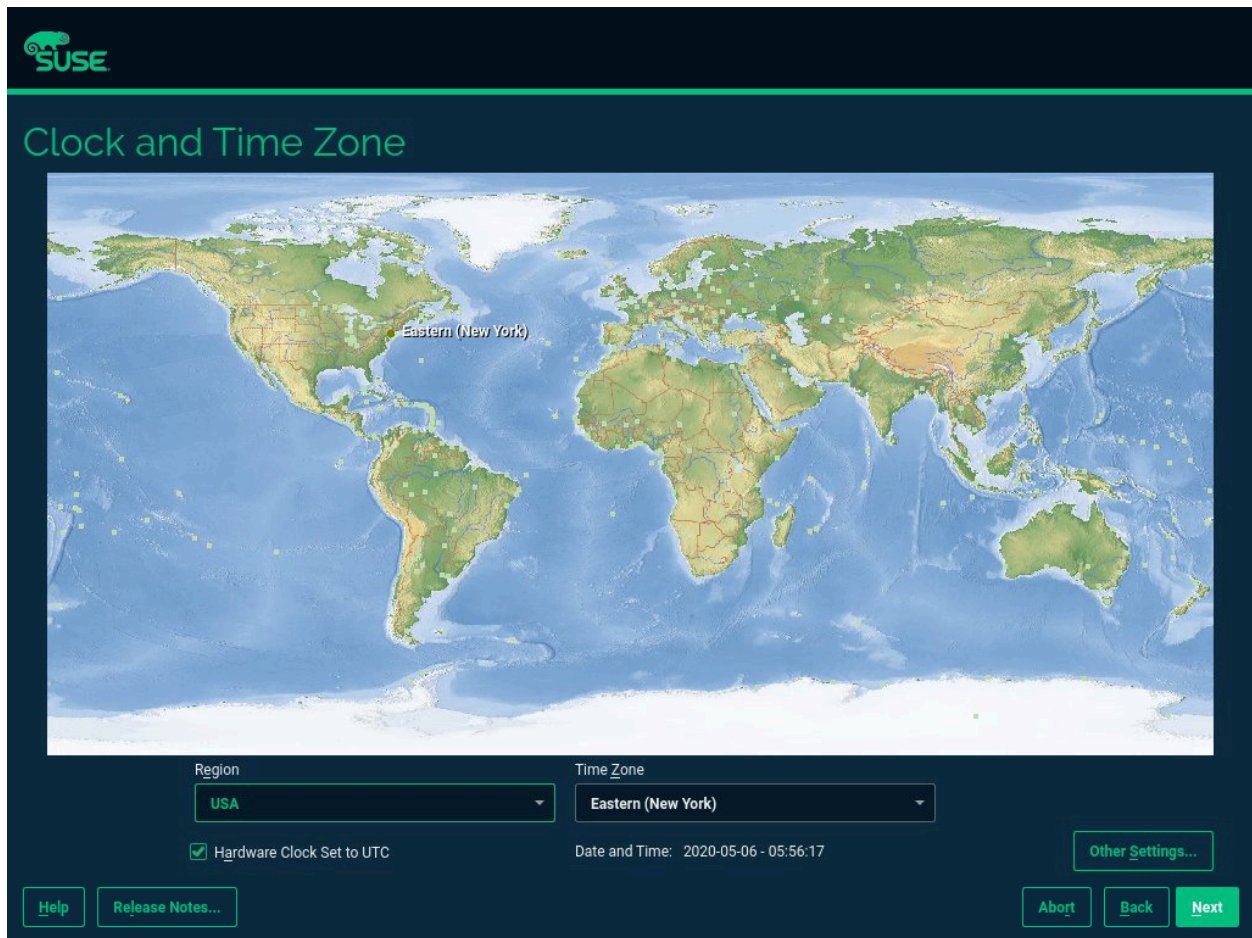 SUSE
Clock and Time Zone
Eastern (New York)
Region
Time Zone
USA
Eastern (New York)
Hardware Clock Set to UTC
Date and Time: 2020-05-06 - 05:56:17
Other Settings...
Help
Release Notes...
Abort
Back
Next